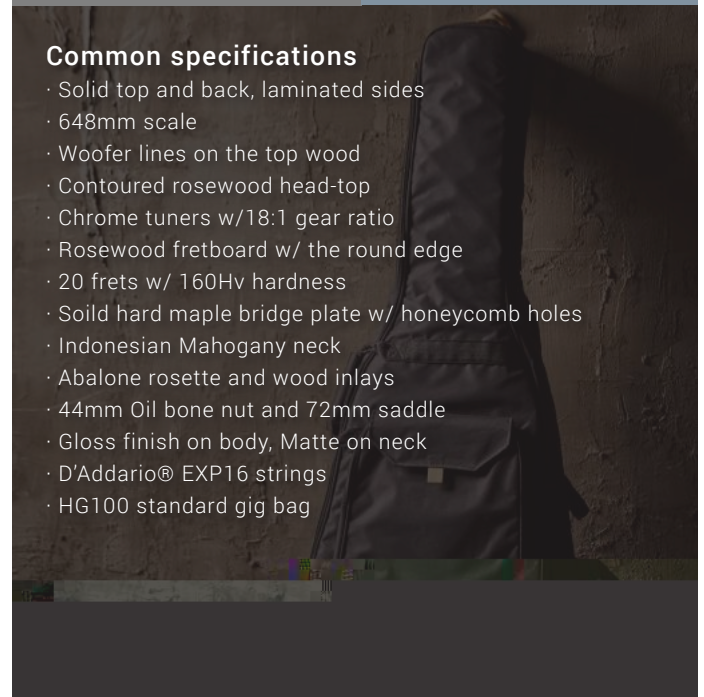 Common specifications
· Solid top and back, laminated sides
· 648mm scale
· Woofer lines on the top wood
· Contoured rosewood head-top
· Chrome tuners w/18:1 gear ratio
· Rosewood fretboard w/ the round edge
· 20 frets w/ 160Hv hardness
· Soild hard maple bridge plate w/ honeycomb holes
· Indonesian Mahogany neck
· Abalone rosette and wood inlays
· 44mm Oil bone nut and 72mm saddle
· Gloss finish on body, Matte on neck
· D'Addario® EXP16 strings
· HG100 standard gig bag